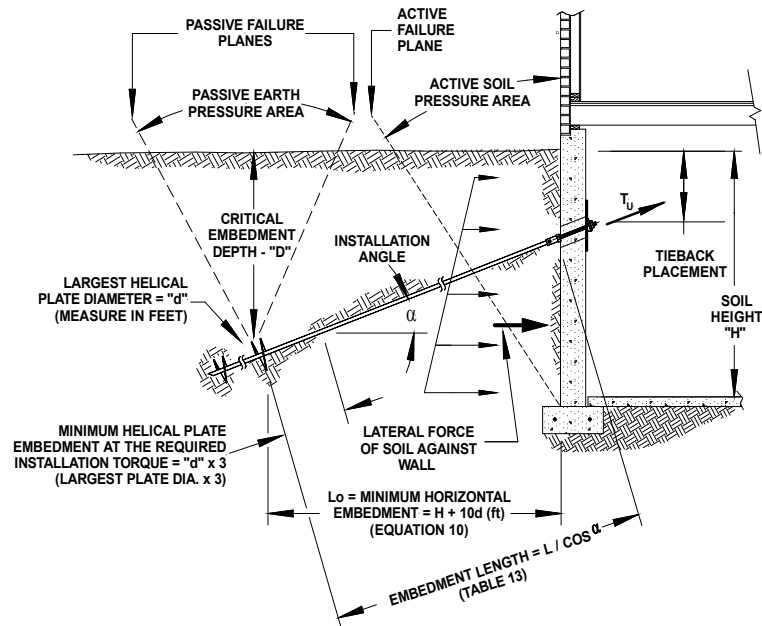 PASSIVE FAILURE
PLANES
ACTIVE
FAILURE
PLANE
PASSIVE EARTH
PRESSURE AREA
ACTIVE SOIL
PRESSURE AREA
CRITICAL
EMBEDMENT
DEPTH - "D"
INSTALLATION
ANGLE
TU
TIEBACK
PLACEMENT
LARGEST HELICAL
PLATE DIAMETER = "d"
(MEASURE IN FEET)
α
SOIL
HEIGHT
"H"
MINIMUM HELICAL PLATE
EMBEDMENT AT THE REQUIRED
INSTALLATION TORQUE = "d" x 3
(LARGEST PLATE DIA. x 3)
LATERAL FORCE
OF SOIL AGAINST
WALL
Lo = MINIMUM HORIZONTAL
EMBEDMENT = H + 10d (ft)
(EQUATION 10)
EMBEDMENT LENGTH = L / COS α
(TABLE 13)